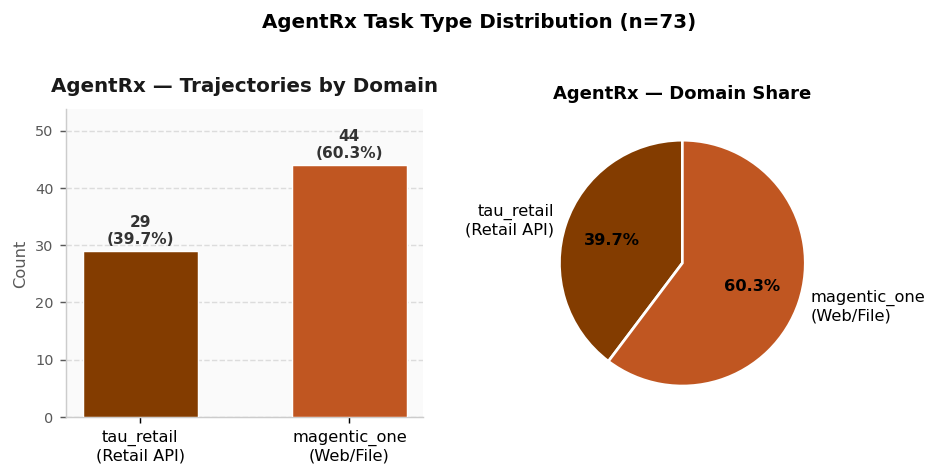 AgentRx Task Type Distribution (n=73)
AgentRx — Trajectories by Domain
Count
50
40
30
20
10
0
29
(39.7%)
44
(60.3%)
tau_retail
(Retail API)
magentic_one
(Web/File)
AgentRx — Domain Share
tau_retail
(Retail API)
39.7%
60.3%
magentic_one
(Web/File)